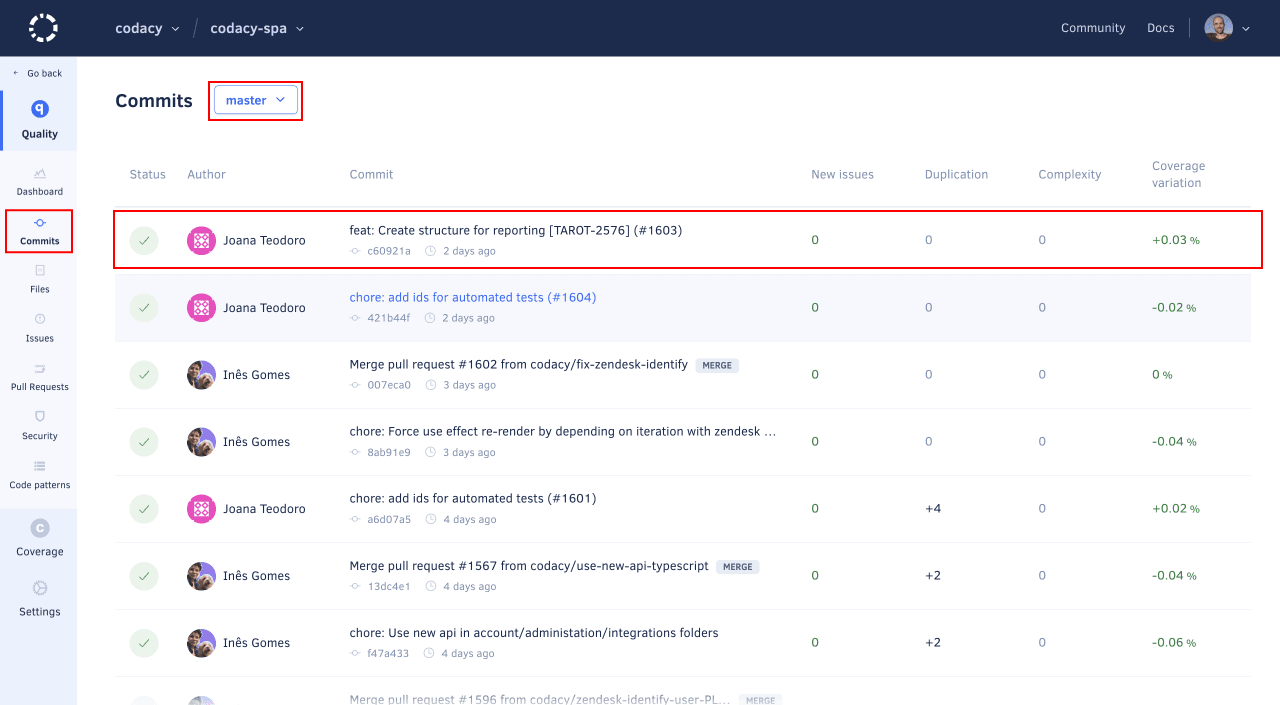 codacy / codacy-spa
Community Docs
Go back
Quality
Dashboard
Commits
Files
Issues
Pull Requests
Security
Code patterns
Coverage
Settings
Commits master
Status Author Commit New issues Duplication Complexity Coverage variation
Joana Teodoro feat: Create structure for reporting [TAROT-2576] (#1603) 0 0 0 +0.03 %
c60921a 2 days ago
Joana Teodoro chore: add ids for automated tests (#1604) 0 0 0 -0.02 %
421b44f 2 days ago
Inês Gomes Merge pull request #1602 from codacy/fix-zendesk-identify MERGE 0 0 0 0 %
007eca0 3 days ago
Inês Gomes chore: Force use effect re-render by depending on iteration with zendesk ... 0 0 0 -0.04 %
8ab91e9 3 days ago
Joana Teodoro chore: add ids for automated tests (#1601) 0 +4 0 +0.02 %
a6d07a5 4 days ago
Inês Gomes Merge pull request #1567 from codacy/use-new-api-typescript MERGE 0 +2 0 -0.04 %
13dc4e1 4 days ago
Inês Gomes chore: Use new api in account/administation/integrations folders 0 +2 0 -0.06 %
f47a433 4 days ago
Merge pull request #1596 from codacy/zendesk-identify-user-PL... MERGE